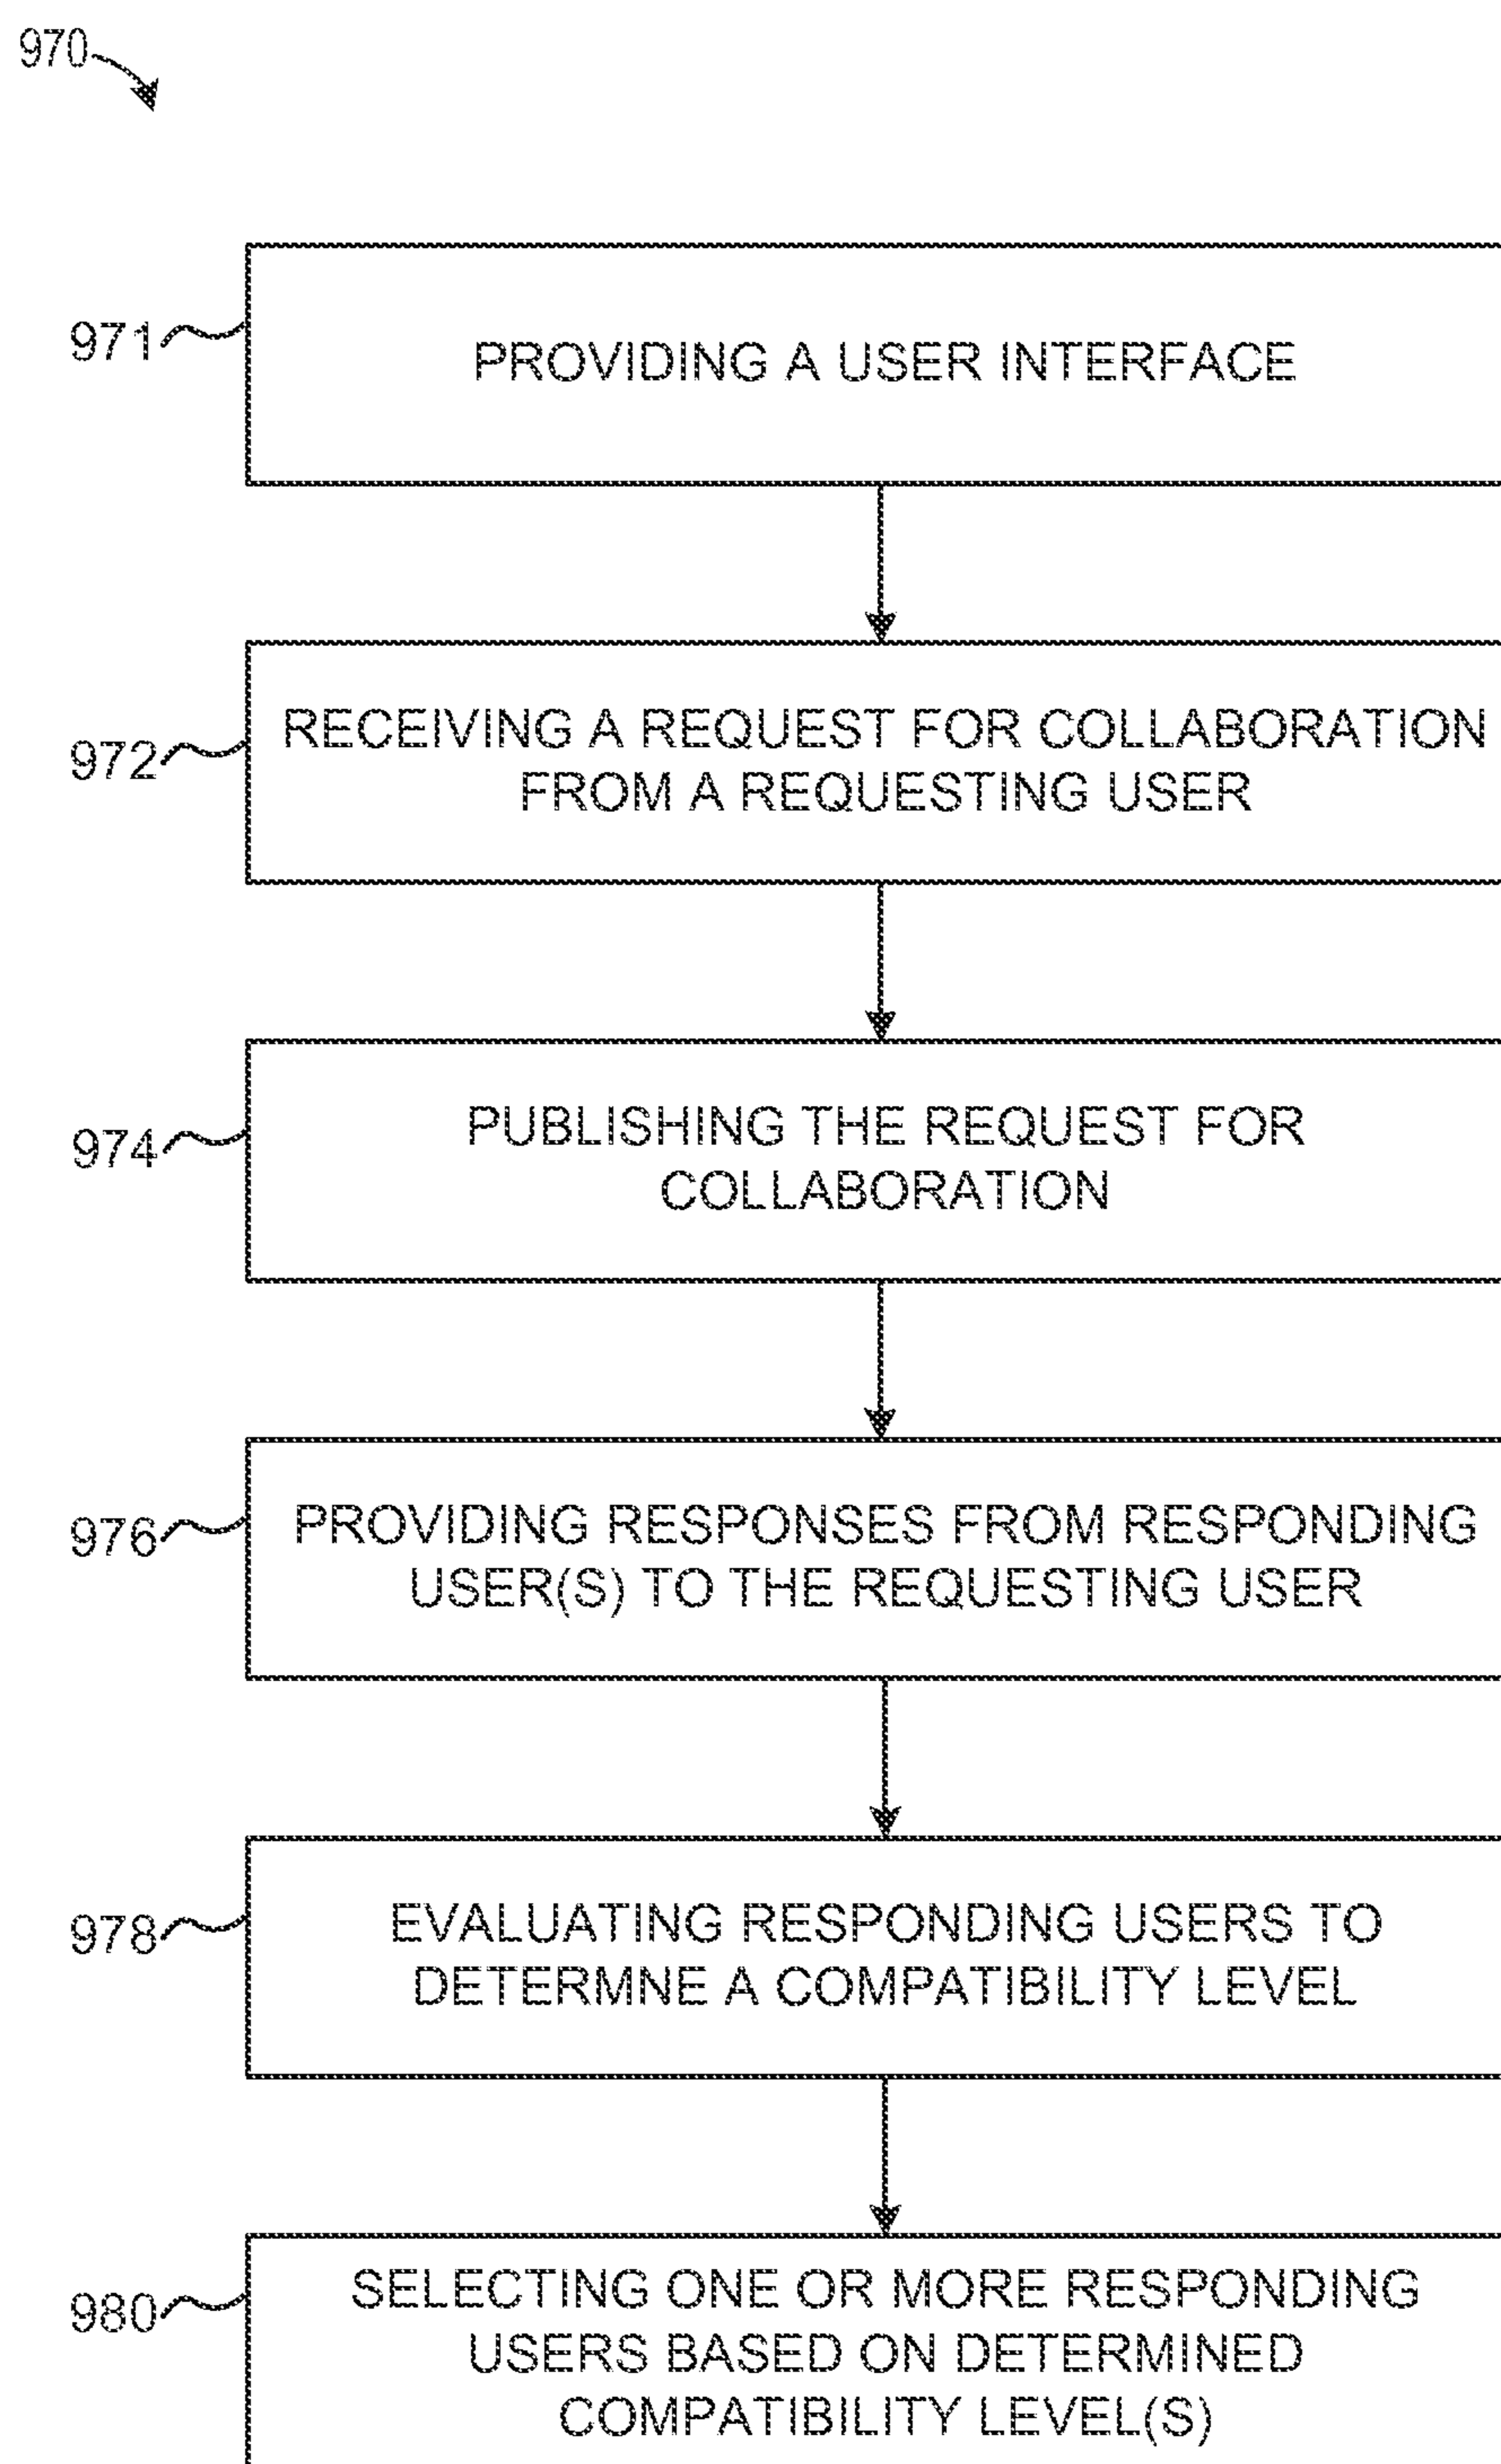 970
971
PROVIDING A USER INTERFACE
972
RECEIVING A REQUEST FOR COLLABORATION
FROM A REQUESTING USER
974
PUBLISHING THE REQUEST FOR
COLLABORATION
976
PROVIDING RESPONSES FROM RESPONDING
USER(S) TO THE REQUESTING USER
978
EVALUATING RESPONDING USERS TO
DETERMNE A COMPATIBILITY LEVEL
980
SELECTING ONE OR MORE RESPONDING
USERS BASED ON DETERMINED
COMPATIBILITY LEVEL(S)